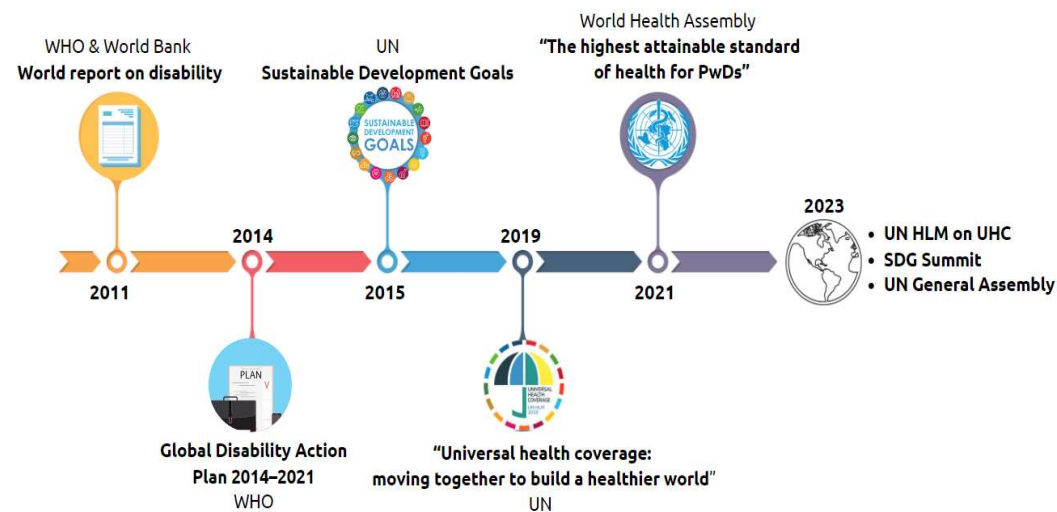 WHO & World Bank
World report on disability
UN
Sustainable Development Goals
World Health Assembly
“The highest attainable standard
of health for PwDs”
SUSTAINABLE
DEVELOPMENT
GOALS
2011
2014
2015
2019
2021
2023
• UN HLM on UHC
• SDG Summit
• UN General Assembly
PLAN
V
Global Disability Action
Plan 2014–2021
WHO
UNIVERSAL
HEALTH
COVERAGE
“Universal health coverage:
moving together to build a healthier world”
UN